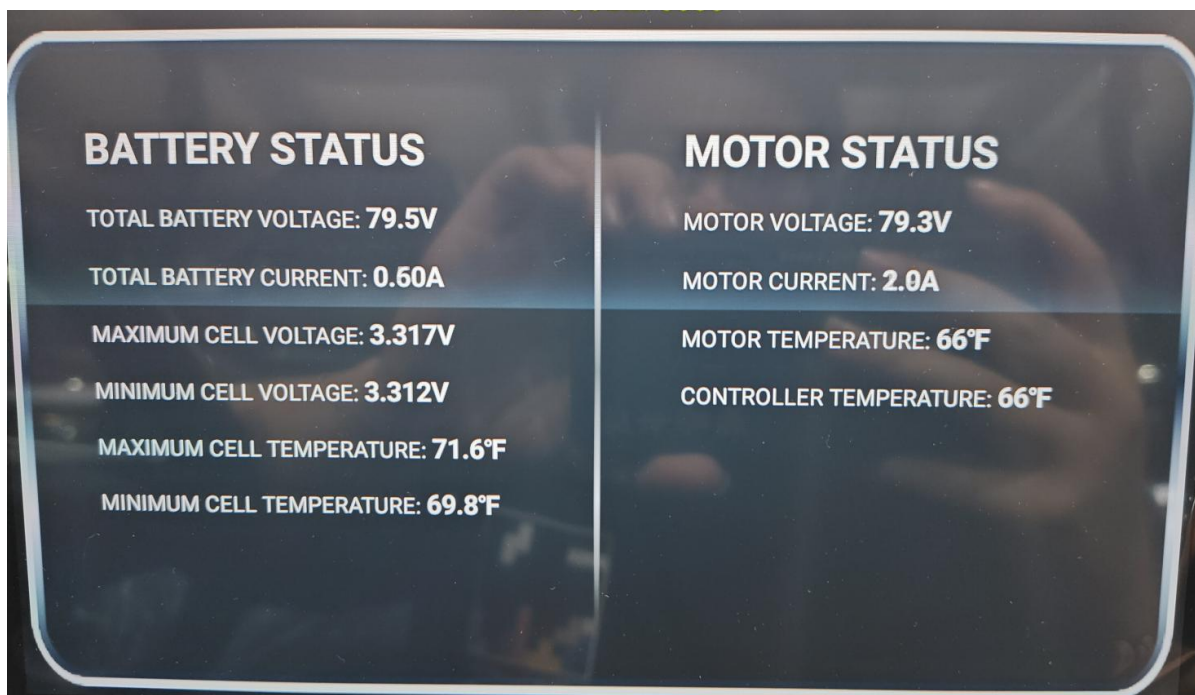 BATTERY STATUS
TOTAL BATTERY VOLTAGE: 79.5V
TOTAL BATTERY CURRENT: 0.60A
MAXIMUM CELL VOLTAGE: 3.317V
MINIMUM CELL VOLTAGE: 3.312V
MAXIMUM CELL TEMPERATURE: 71.6°F
MINIMUM CELL TEMPERATURE: 69.8°F
MOTOR STATUS
MOTOR VOLTAGE: 79.3V
MOTOR CURRENT: 2.0A
MOTOR TEMPERATURE: 66°F
CONTROLLER TEMPERATURE: 66°F